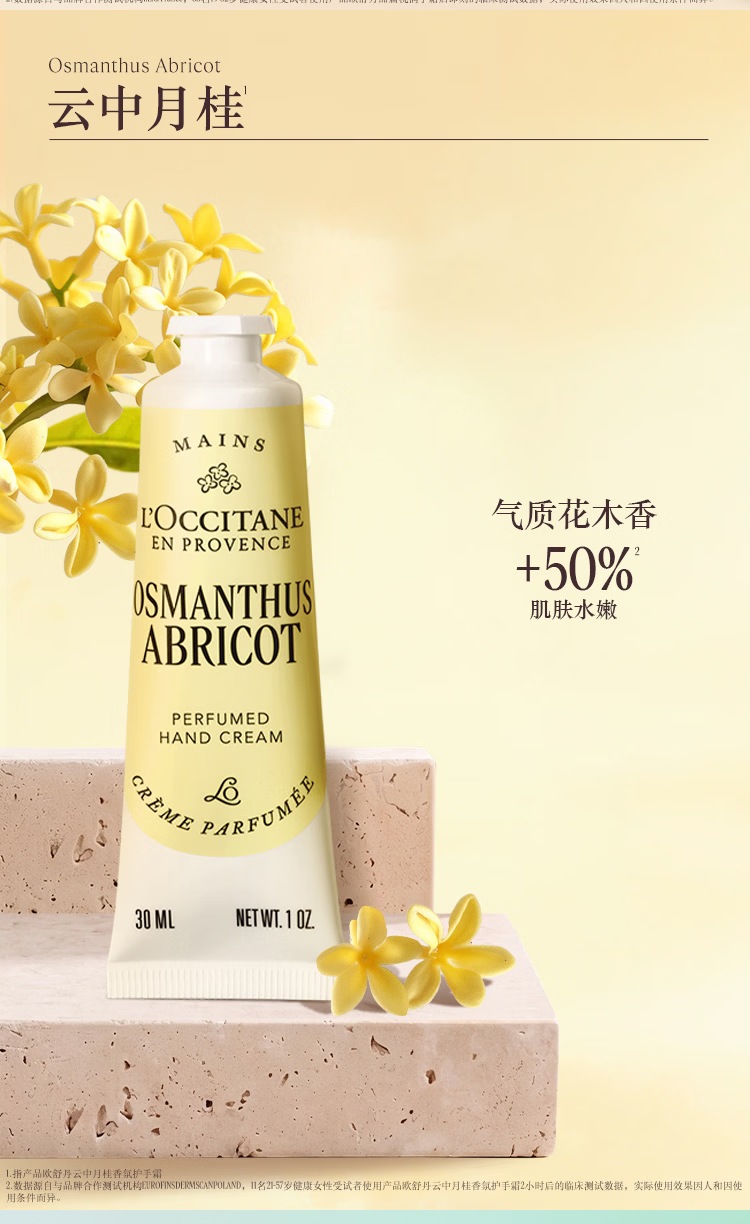 Osmanthus Abricot
云中月桂1
MAINS
L'OCCITANE
EN PROVENCE
OSMANTHUS
ABRICOT
PERFUMED
HAND CREAM
LO
CRÈME PARFUMÉE
30 ML NET WT. 1 OZ.
气质花木香
+50%2
肌肤水嫩
1.指产品欧舒丹云中月桂香氛护手霜
2.数据源自与品牌合作测试机构EUROFINSDERMSCANPOLAND，11名21-57岁健康女性受试者使用产品欧舒丹云中月桂香氛护手霜2小时后的临床测试数据，实际使用效果因人和因使
用条件而异。